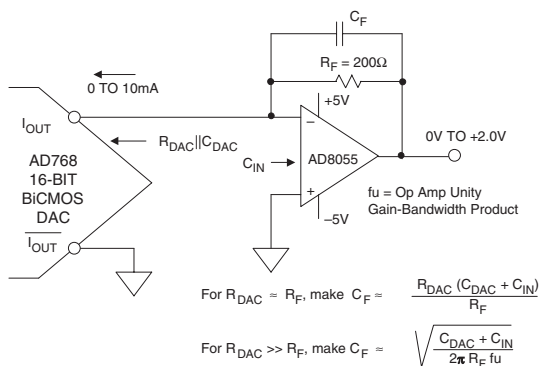 C_F
R_F = 200Ω
0 TO 10mA
+5V
I_OUT
R_DAC||C_DAC
–
0V TO +2.0V
AD768
16-BIT
BiCMOS
DAC
C_IN
AD8055
+
–5V
fu = Op Amp Unity
Gain-Bandwidth Product
I_OUT
For R_DAC ≈ R_F, make C_F ≈ R_DAC (C_DAC + C_IN) / R_F
For R_DAC >> R_F, make C_F ≈ √(C_DAC + C_IN / 2π R_F fu)